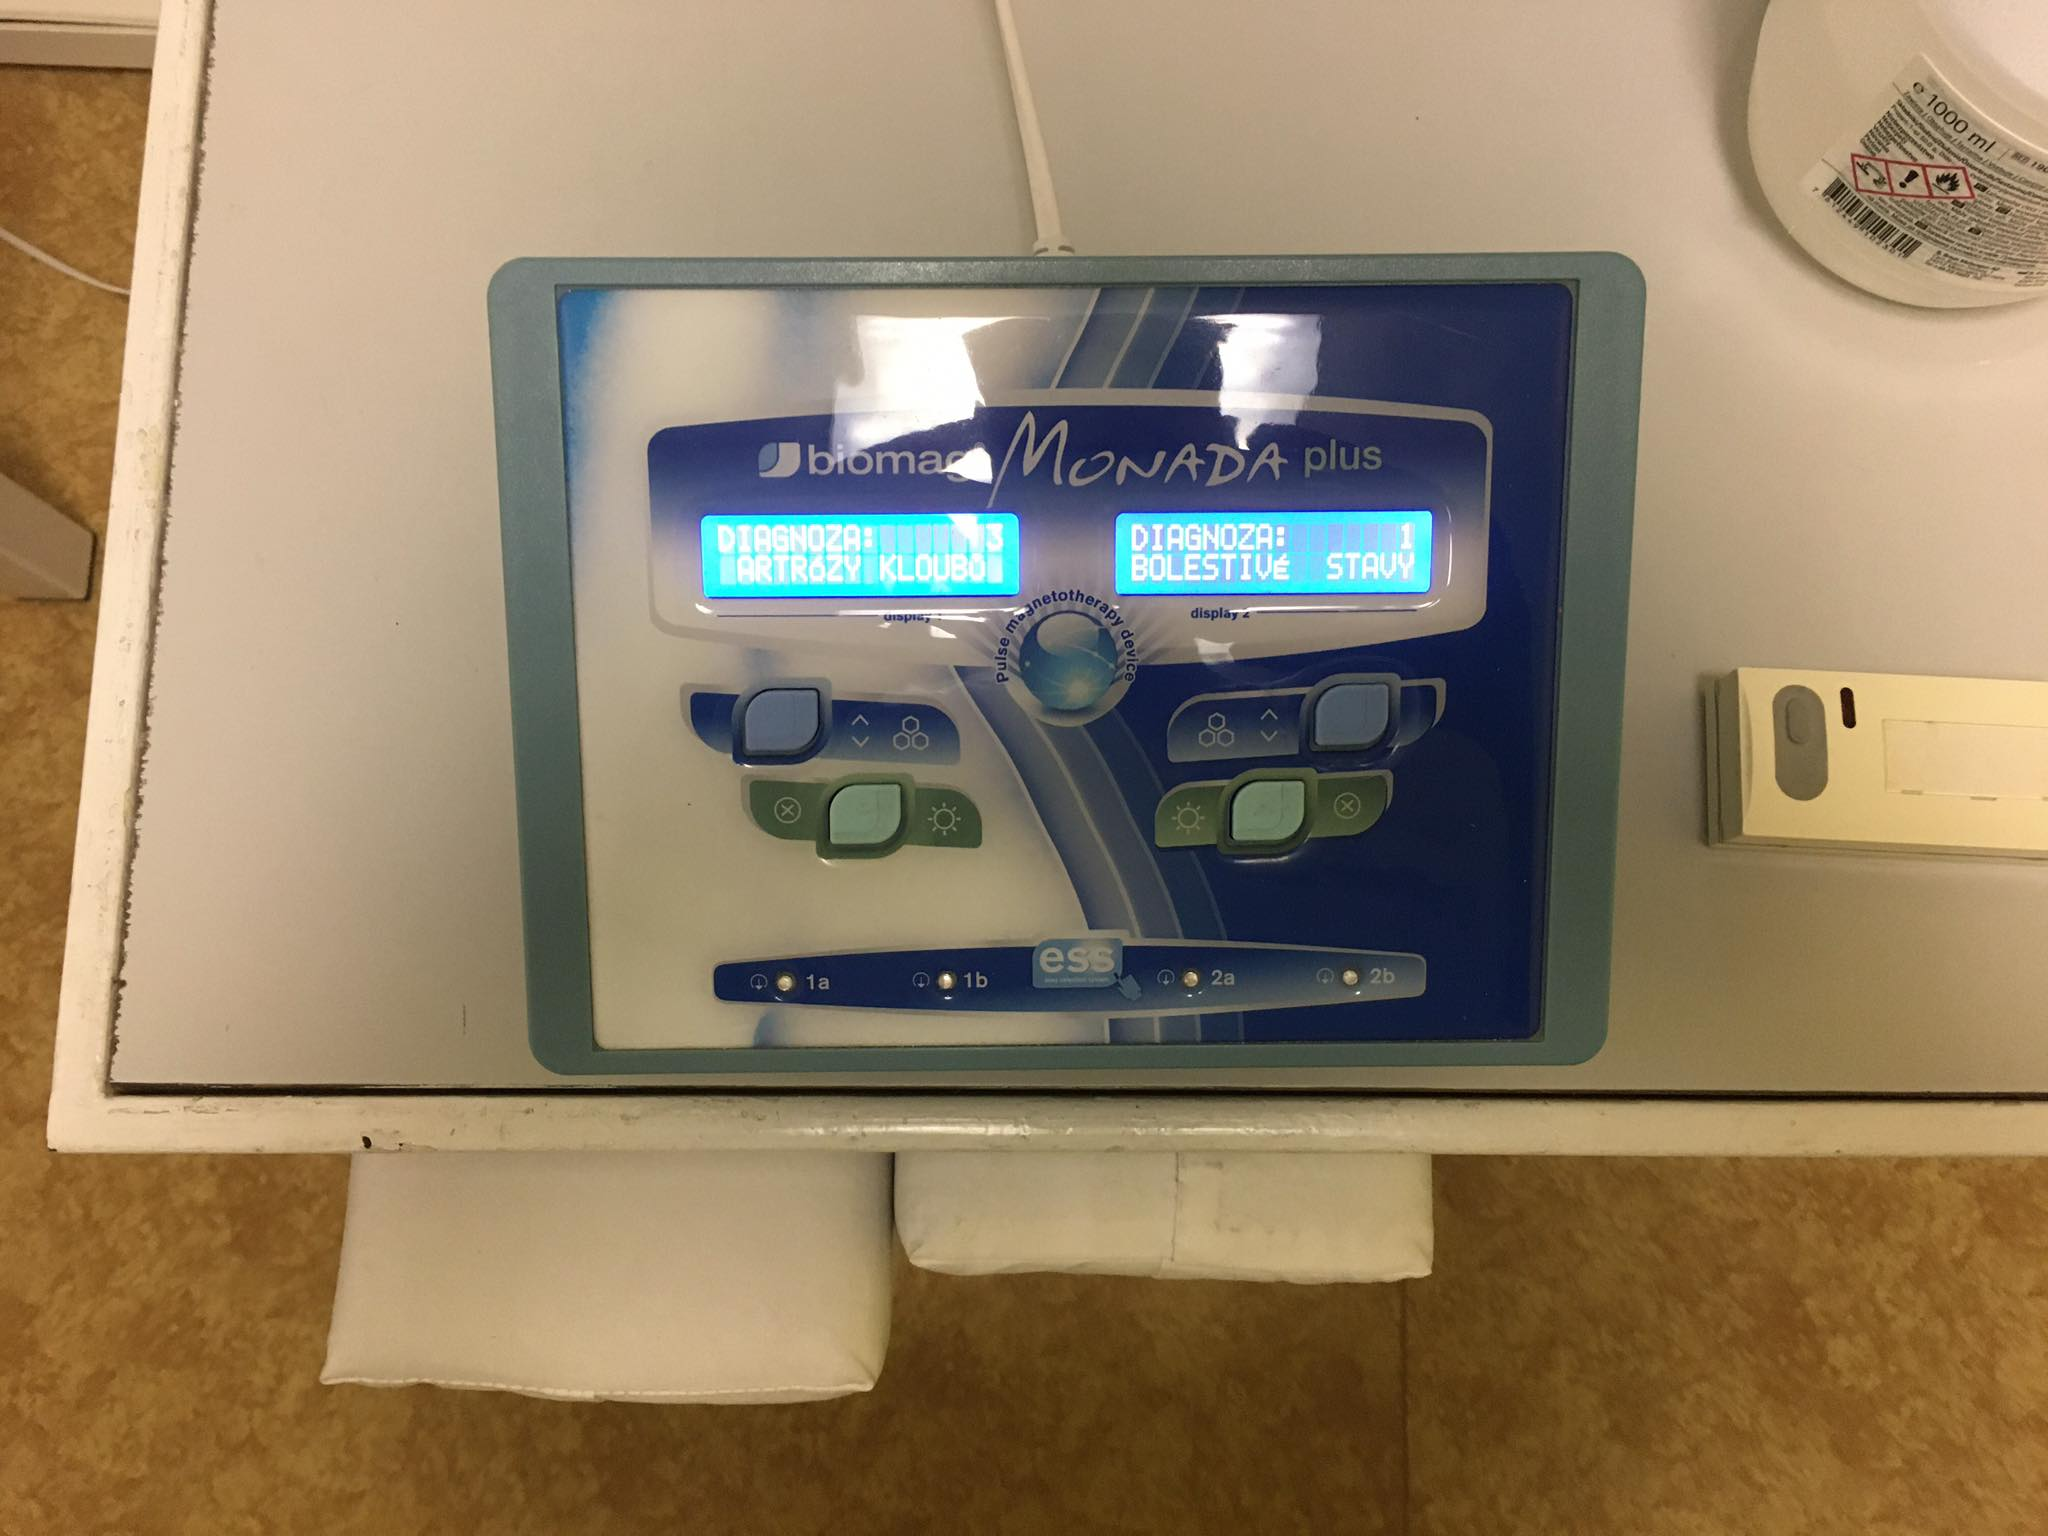 e 1000 ml
biomag MONADA plus
DIAGNOZA: 3
ARTRóZY KLOUBŮ
DIAGNOZA: 1
BOLESTIVé STAVY
display 1
display 2
Pulse magnetotherapy device
ess
1a
1b
2a
2b